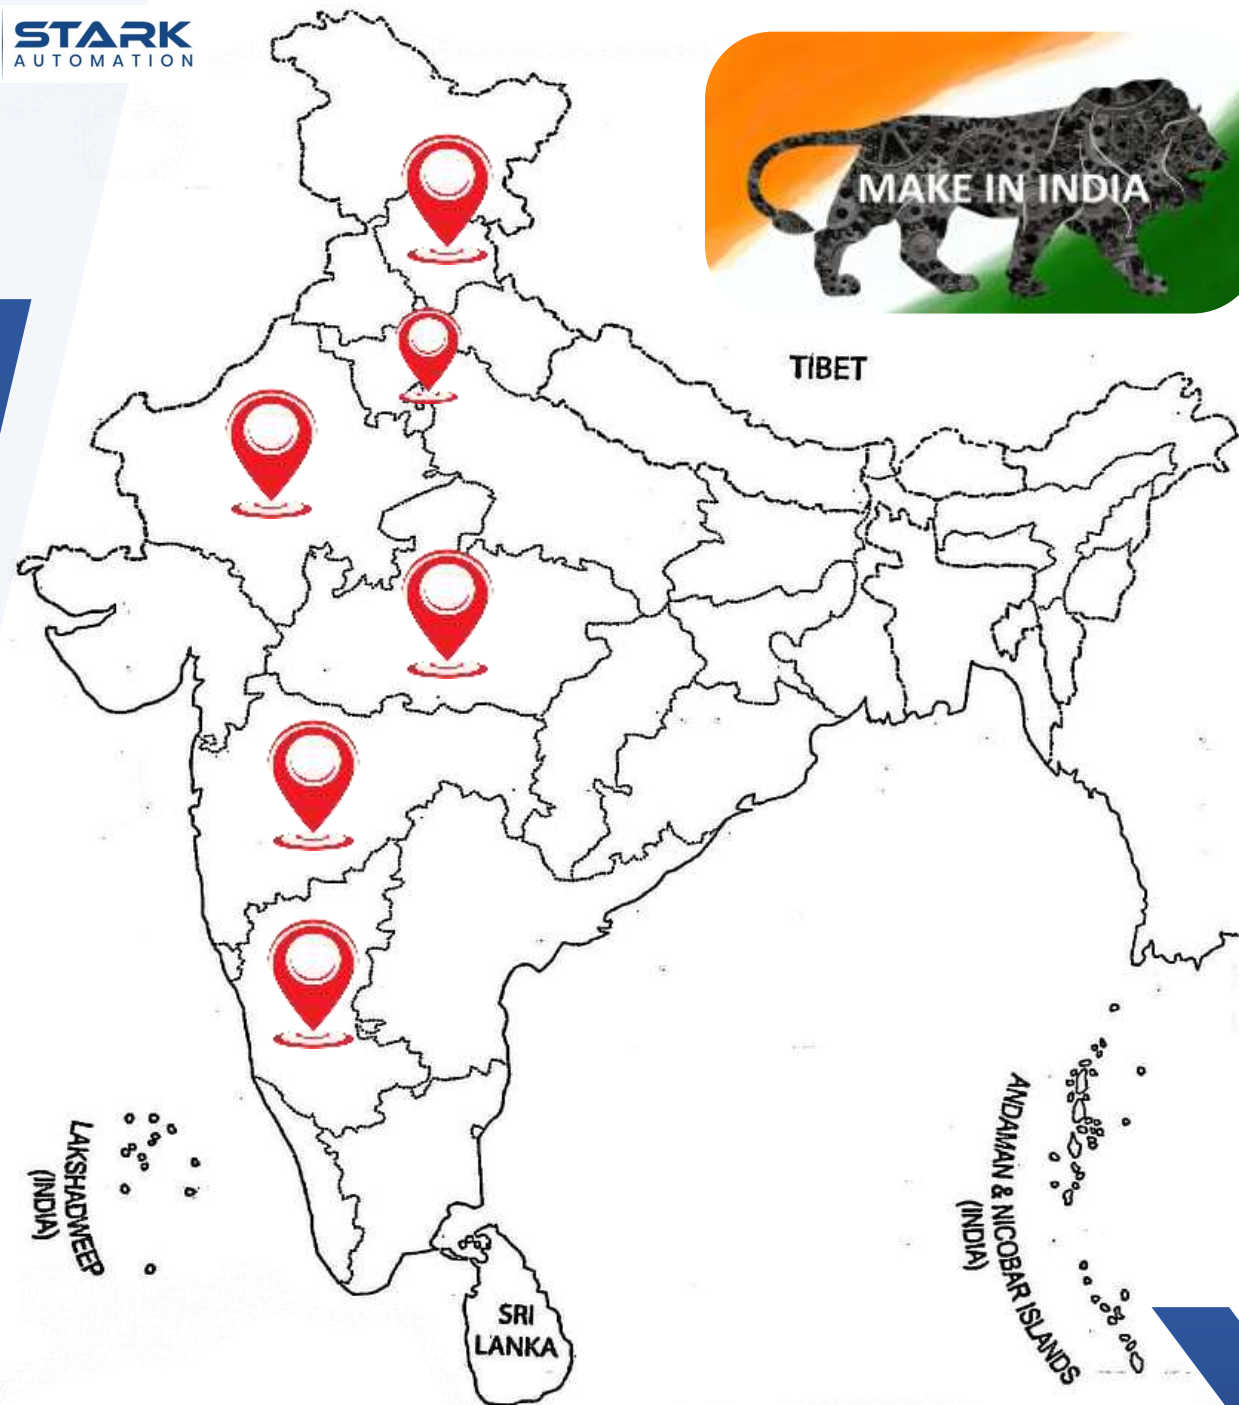 STARK
AUTOMATION
MAKE IN INDIA
TIBET
LAKSHADWEEP
(INDIA)
ANDAMAN & NICOBAR ISLANDS
(INDIA)
SRI
LANKA